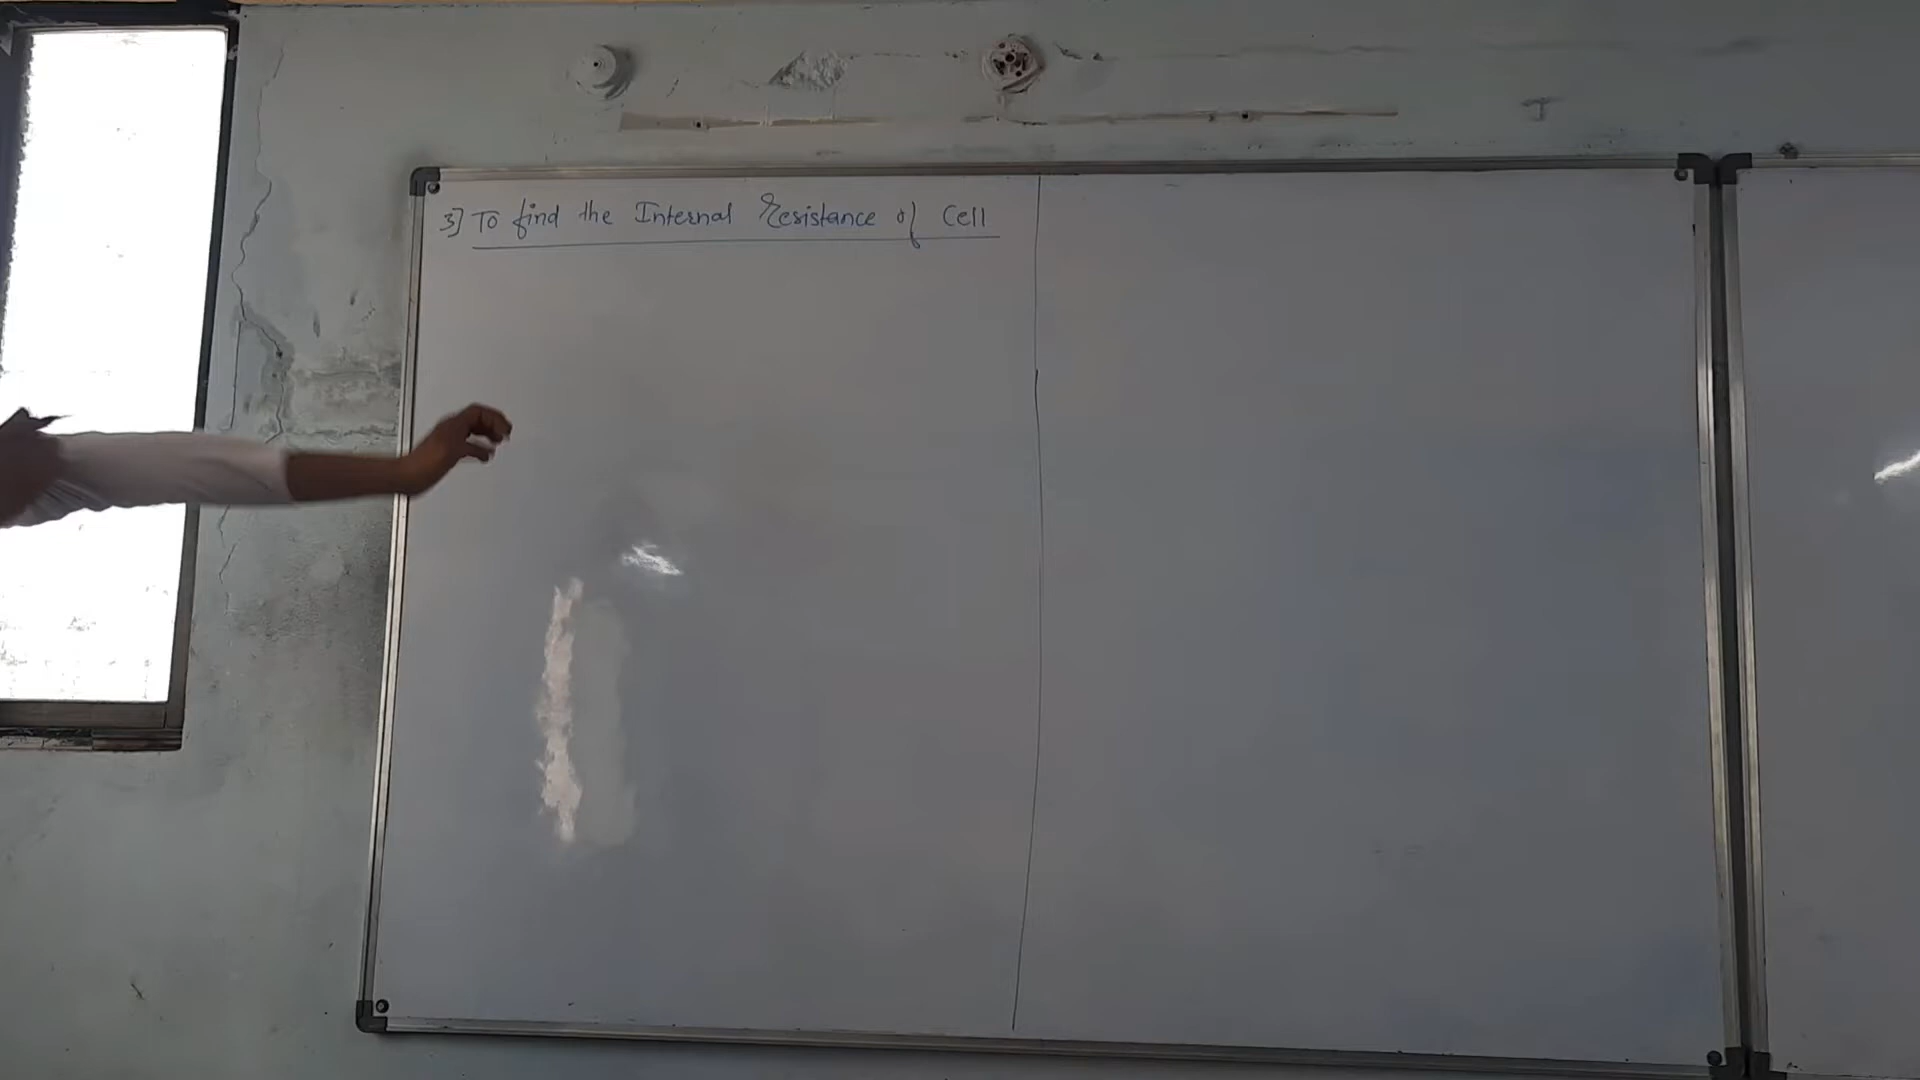 3] To find the Internal Resistance of Cell